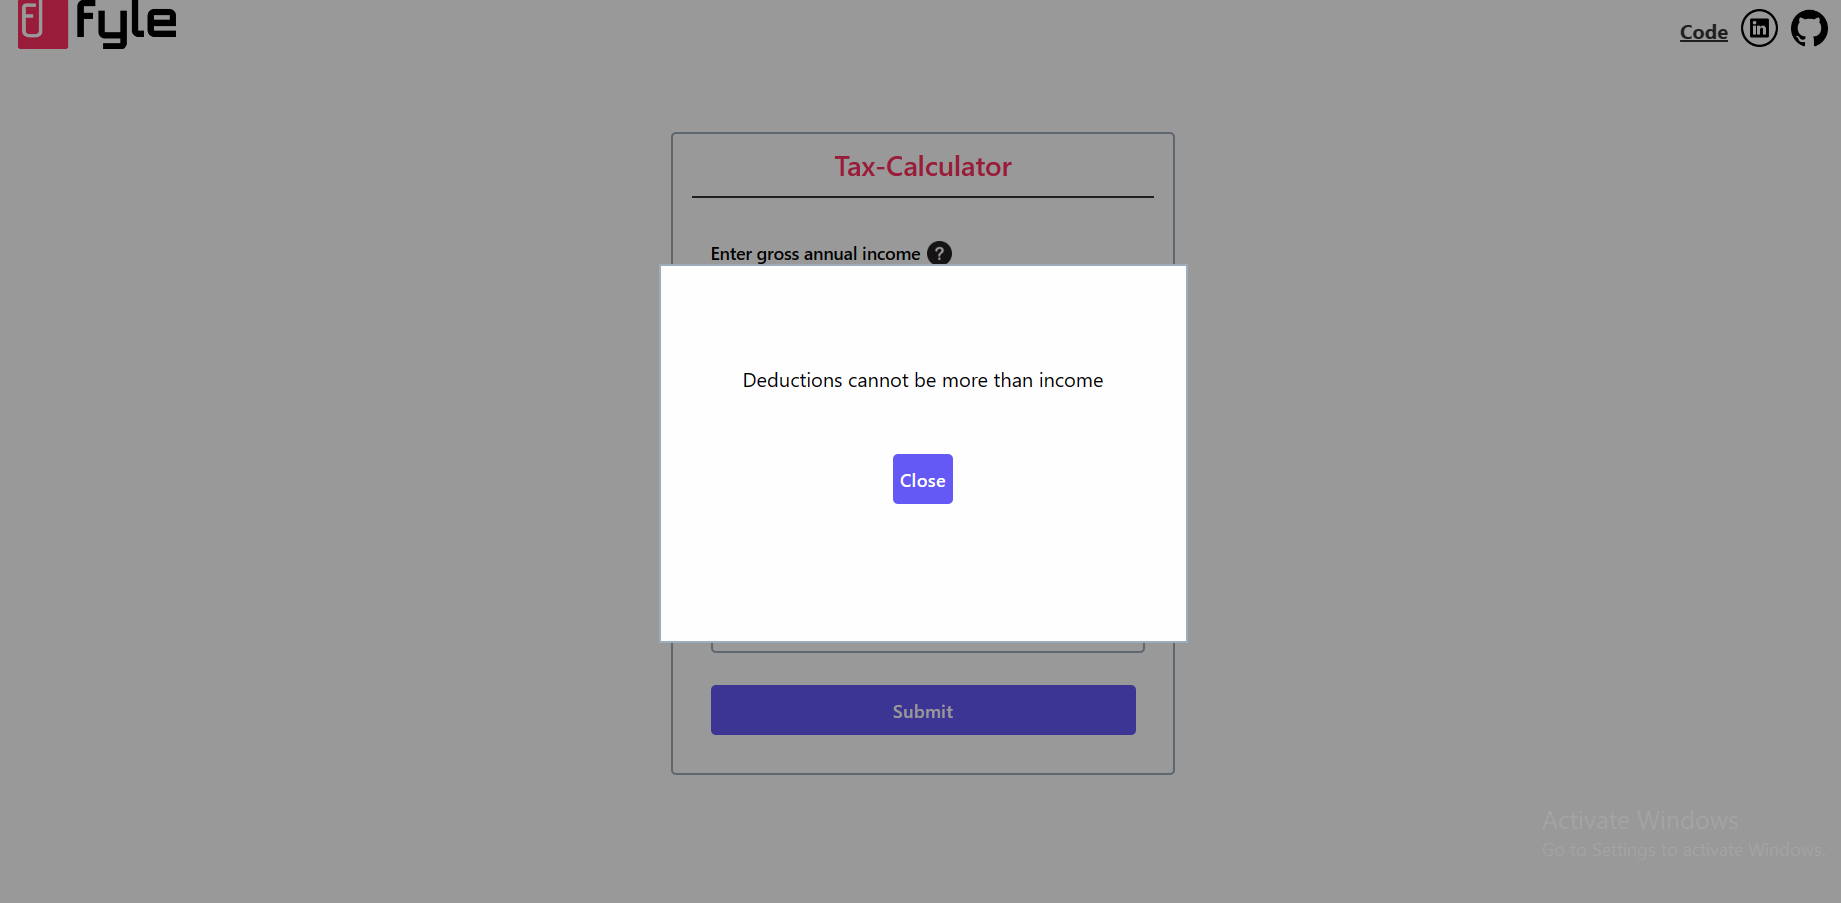 fyle
Code
Tax-Calculator
Enter gross annual income ?
Deductions cannot be more than income
Close
Submit
Activate Windows
Go to Settings to activate Windows.